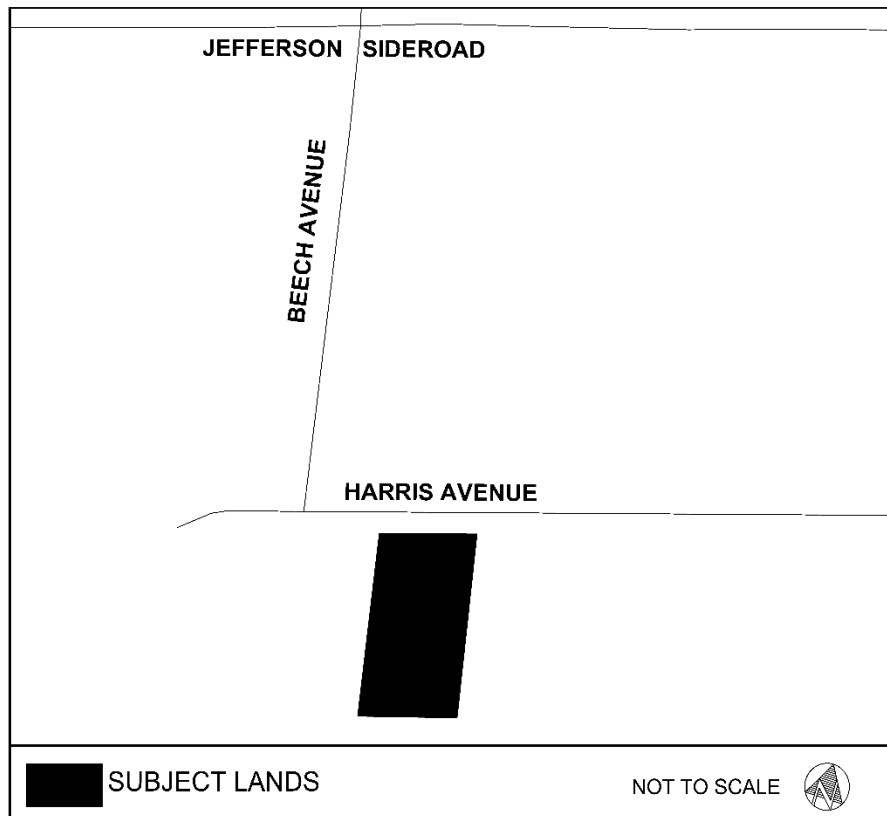 JEFFERSON SIDEROAD
BEECH AVENUE
HARRIS AVENUE
SUBJECT LANDS
NOT TO SCALE